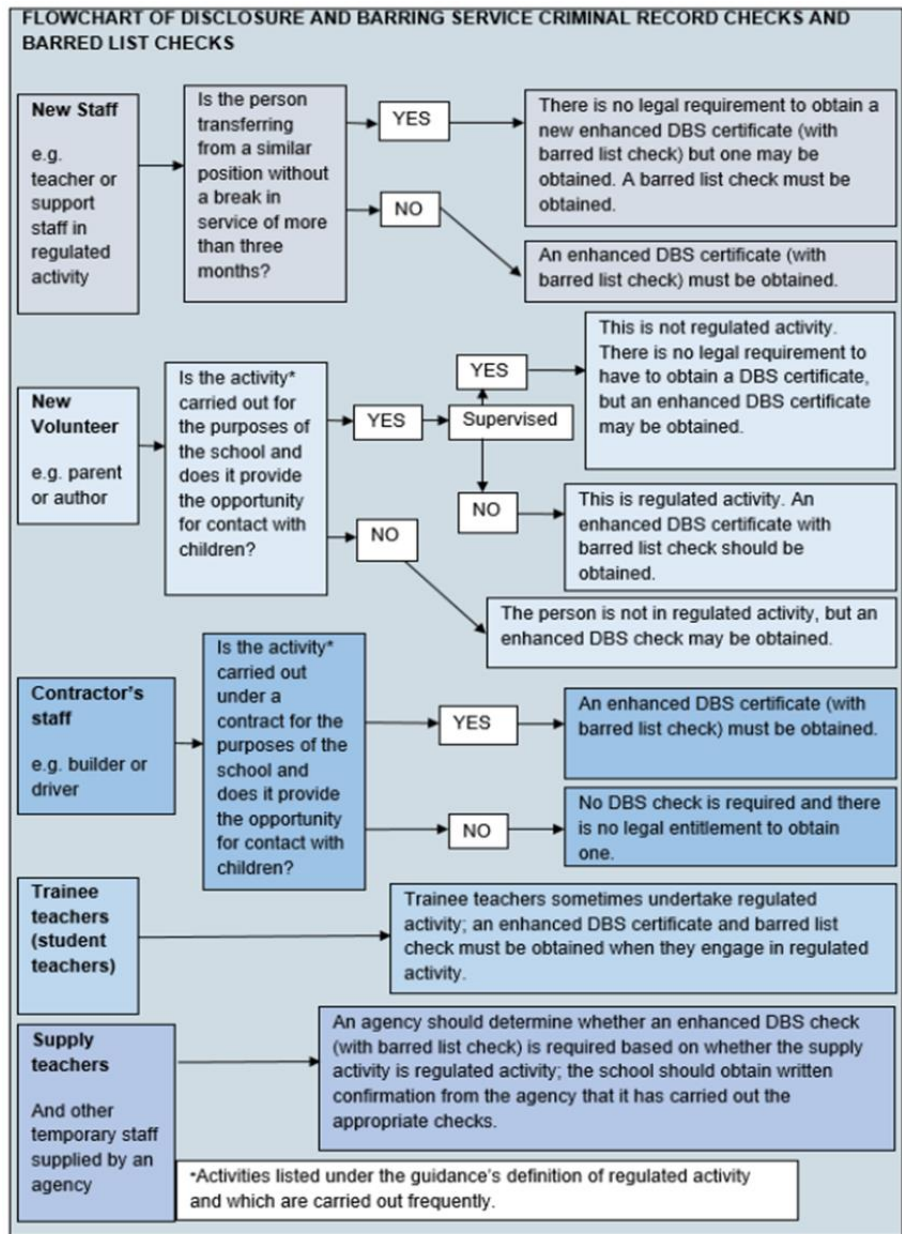 FLOWCHART OF DISCLOSURE AND BARRING SERVICE CRIMINAL RECORD CHECKS AND
BARRED LIST CHECKS
New Staff
e.g.
teacher or
support
staff in
regulated
activity
Is the person
transferring
from a similar
position without
a break in
service of more
than three
months?
YES
There is no legal requirement to obtain a
new enhanced DBS certificate (with
barred list check) but one may be
obtained. A barred list check must be
obtained.
NO
An enhanced DBS certificate (with
barred list check) must be obtained.
New
Volunteer
e.g. parent
or author
Is the activity*
carried out for
the purposes of
the school and
does it provide
the opportunity
for contact with
children?
YES
Supervised
YES
This is not regulated activity.
There is no legal requirement to
have to obtain a DBS certificate,
but an enhanced DBS certificate
may be obtained.
NO
This is regulated activity. An
enhanced DBS certificate with
barred list check should be
obtained.
NO
The person is not in regulated activity, but an
enhanced DBS check may be obtained.
Contractor's
staff
e.g. builder or
driver
Is the activity*
carried out
under a
contract for the
purposes of the
school and
does it provide
the opportunity
for contact with
children?
YES
An enhanced DBS certificate (with
barred list check) must be obtained.
NO
No DBS check is required and there
is no legal entitlement to obtain
one.
Trainee
teachers
(student
teachers)
Trainee teachers sometimes undertake regulated
activity; an enhanced DBS certificate and barred list
check must be obtained when they engage in regulated
activity.
Supply
teachers
And other
temporary staff
supplied by an
agency
An agency should determine whether an enhanced DBS check
(with barred list check) is required based on whether the supply
activity is regulated activity; the school should obtain written
confirmation from the agency that it has carried out the
appropriate checks.
*Activities listed under the guidance's definition of regulated activity
and which are carried out frequently.